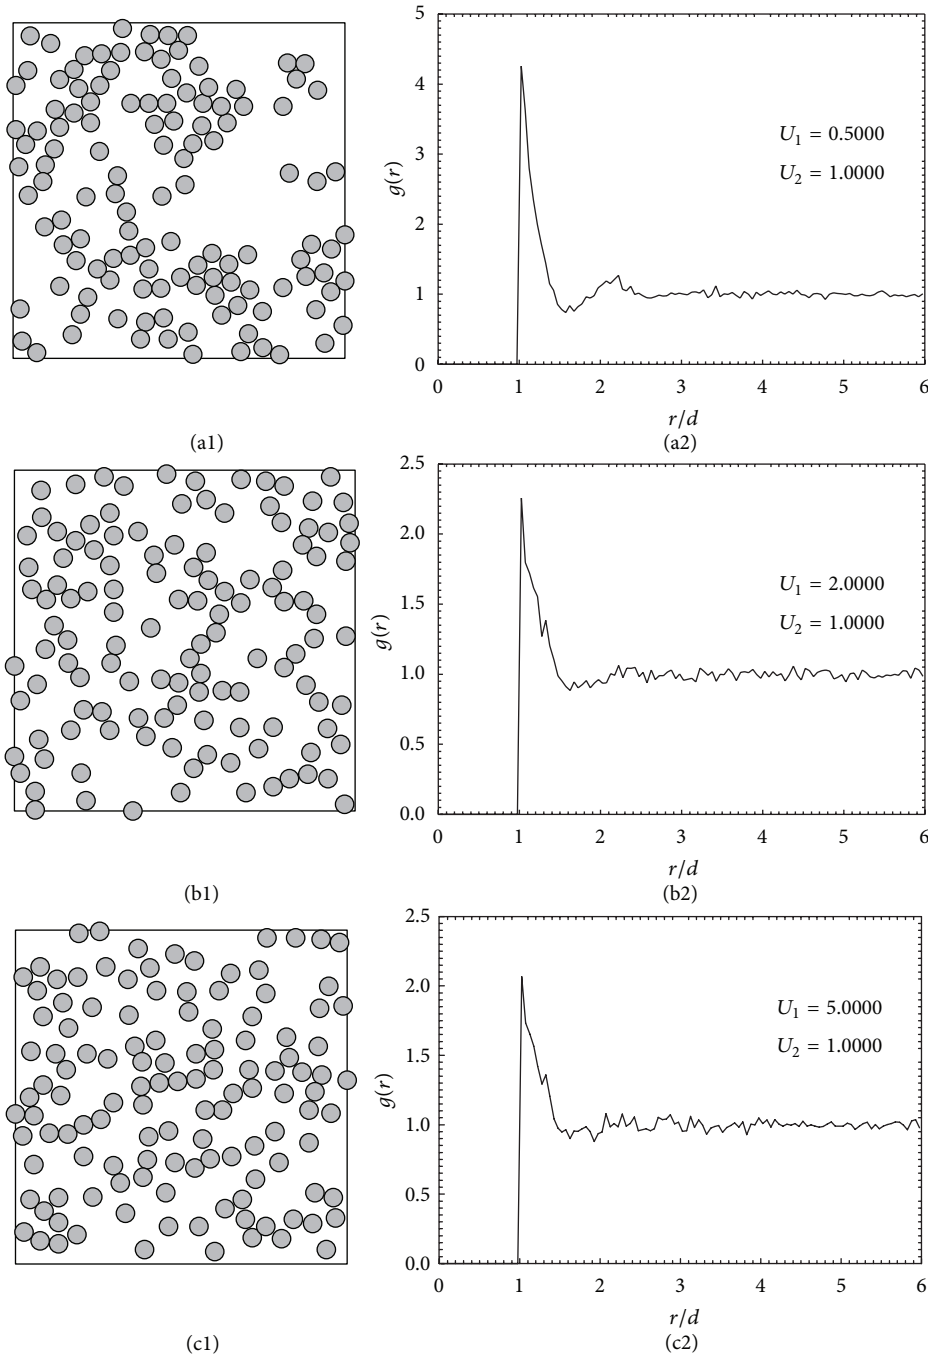 5
4
3
2
1
0
g(r)
U₁ = 0.5000
U₂ = 1.0000
0 1 2 3 4 5 6
r/d
(a1) (a2)
2.5
2.0
1.5
1.0
0.5
0.0
g(r)
U₁ = 2.0000
U₂ = 1.0000
0 1 2 3 4 5 6
r/d
(b1) (b2)
2.5
2.0
1.5
1.0
0.5
0.0
g(r)
U₁ = 5.0000
U₂ = 1.0000
0 1 2 3 4 5 6
r/d
(c1) (c2)